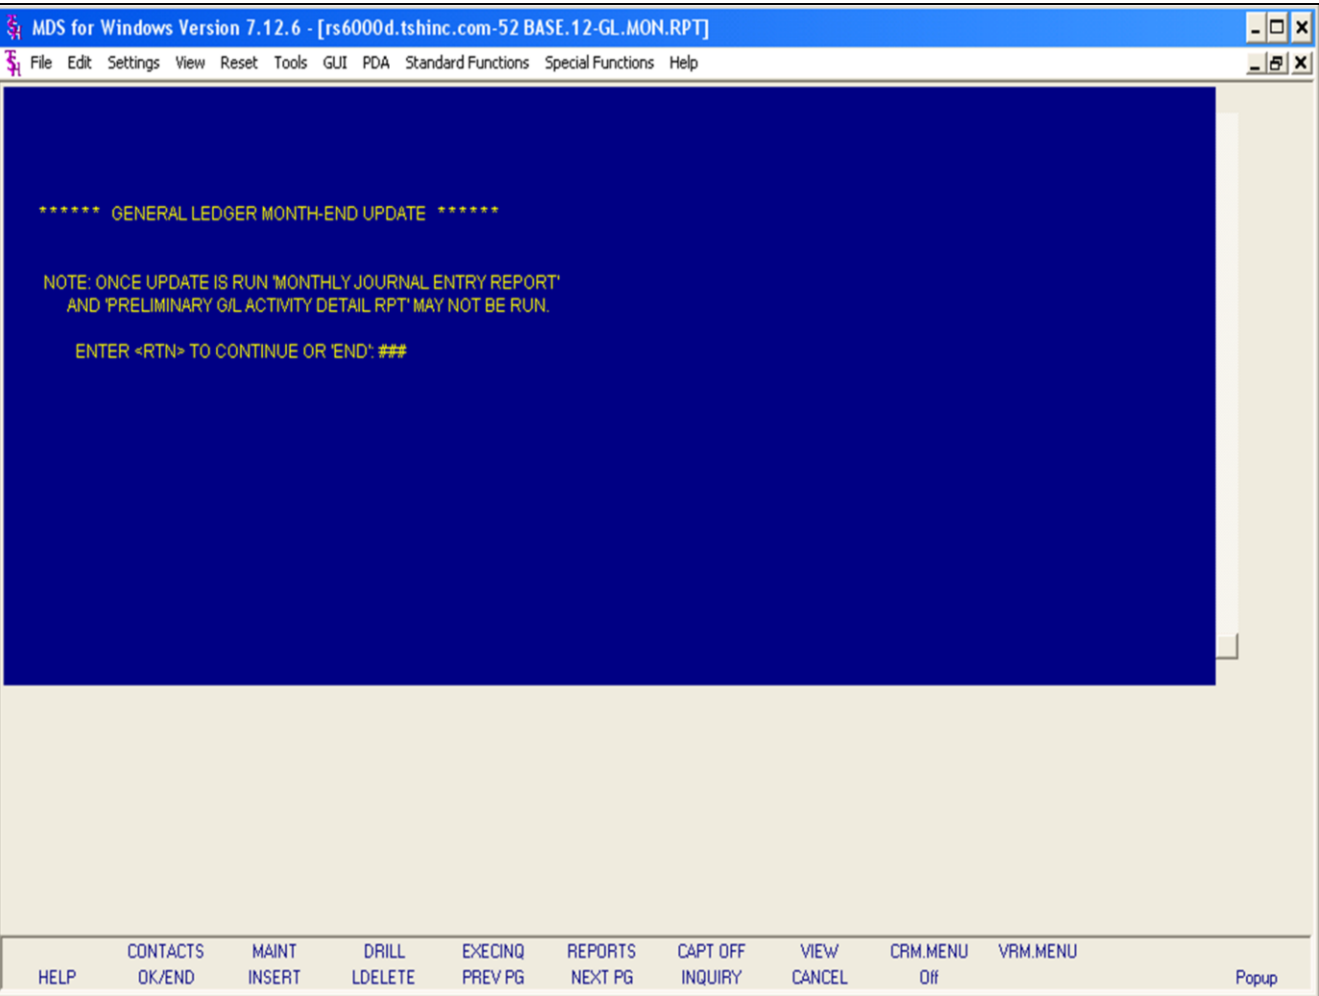 MDS for Windows Version 7.12.6 - [rs6000d.tshinc.com-52 BASE.12-GL.MON.RPT]
File Edit Settings View Reset Tools GUI PDA Standard Functions Special Functions Help
****** GENERAL LEDGER MONTH-END UPDATE ******
NOTE: ONCE UPDATE IS RUN 'MONTHLY JOURNAL ENTRY REPORT'
AND 'PRELIMINARY G/L ACTIVITY DETAIL RPT' MAY NOT BE RUN.
ENTER <RTN> TO CONTINUE OR 'END': ###
CONTACTS MAINT DRILL EXECINQ REPORTS CAPT OFF VIEW CRM.MENU VRM.MENU
HELP OK/END INSERT LDELETE PREV PG NEXT PG INQUIRY CANCEL Off Popup